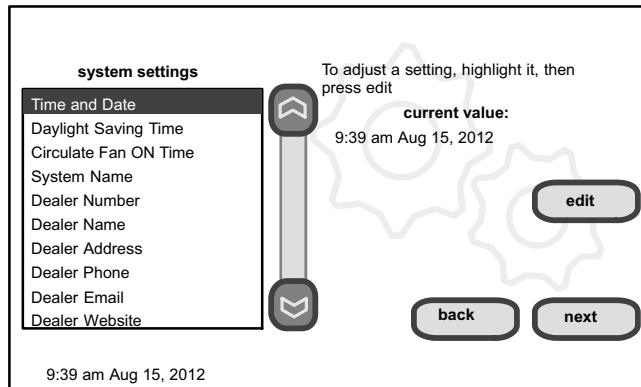 system settings
Time and Date
Daylight Saving Time
Circulate Fan ON Time
System Name
Dealer Number
Dealer Name
Dealer Address
Dealer Phone
Dealer Email
Dealer Website
To adjust a setting, highlight it, then
press edit
current value:
9:39 am Aug 15, 2012
edit
back
next
9:39 am Aug 15, 2012